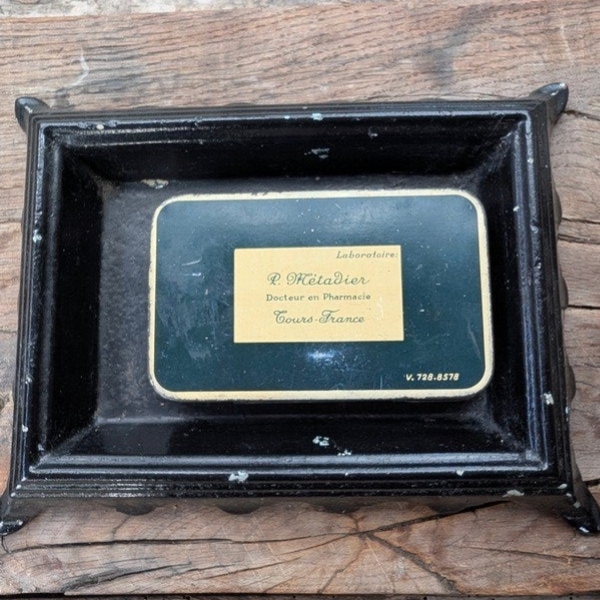 Laboratoire:
P. Métadier
Docteur en Pharmacie
Tours-France
V. 728.8578